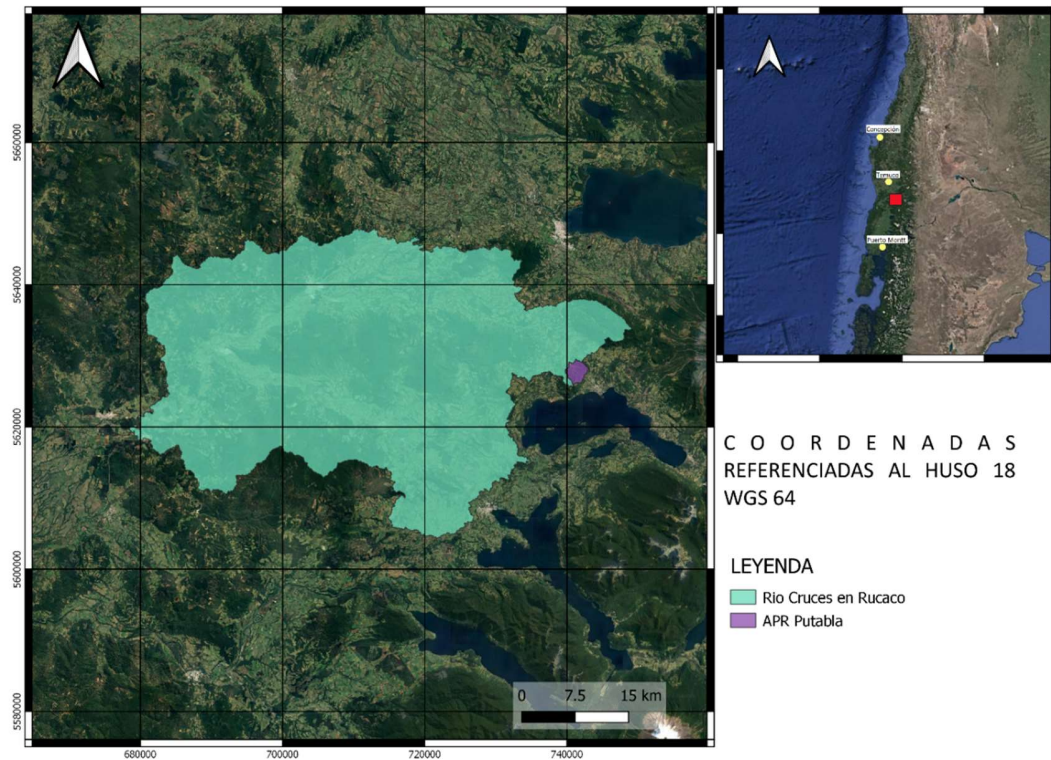 5660000
5640000
5620000
5600000
5580000
680000
700000
720000
740000
0 7.5 15 km
Concepción
Temuco
Puerto Montt
COORDENADAS
REFERENCIADAS AL HUSO 18
WGS 64
LEYENDA
Rio Cruces en Rucaco
APR Putabla